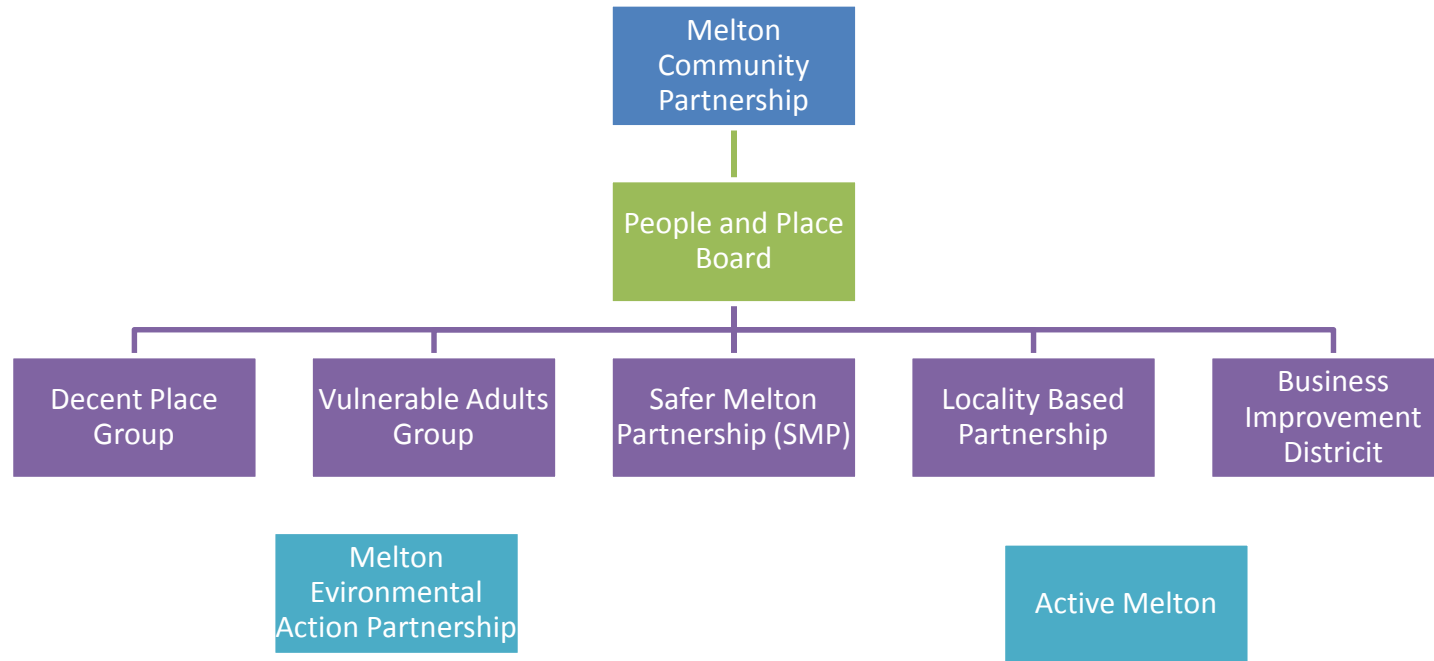 Melton
Community
Partnership
People and Place
Board
Decent Place
Group
Vulnerable Adults
Group
Safer Melton
Partnership (SMP)
Locality Based
Partnership
Business
Improvement
Districit
Melton
Evironmental
Action Partnership
Active Melton